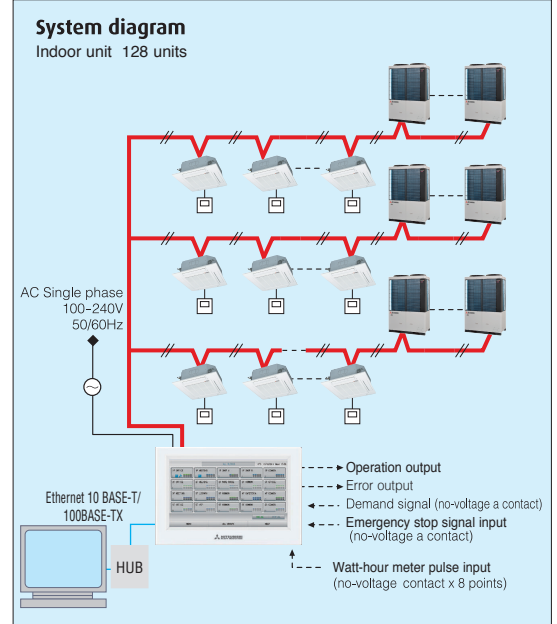 System diagram
Indoor unit 128 units
AC Single phase
100-240V
50/60Hz
Ethernet 10 BASE-T/
100BASE-TX
HUB
Operation output
Error output
Demand signal (no-voltage a contact)
Emergency stop signal input
(no-voltage a contact)
Watt-hour meter pulse input
(no-voltage contact x 8 points)